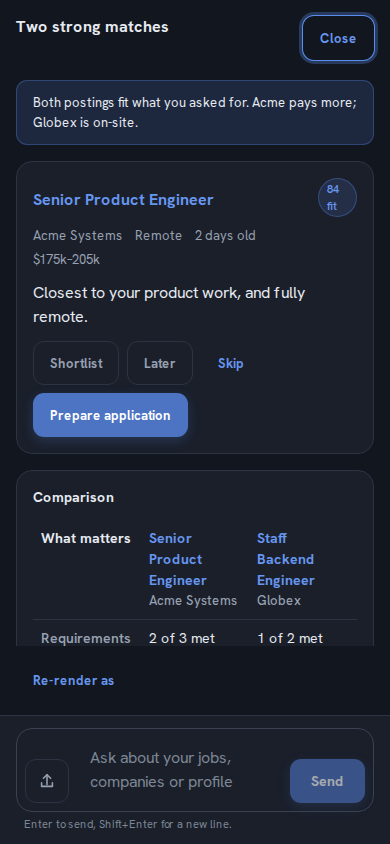 Two strong matches
Close
Both postings fit what you asked for. Acme pays more;
Globex is on-site.
Senior Product Engineer
84
fit
Acme Systems Remote 2 days old
$175k–205k
Closest to your product work, and fully
remote.
Shortlist Later Skip
Prepare application
Comparison
What matters Senior Product Engineer Acme Systems Staff Backend Engineer Globex
Requirements 2 of 3 met 1 of 2 met
Re-render as
Ask about your jobs,
companies or profile
Send
Enter to send, Shift+Enter for a new line.